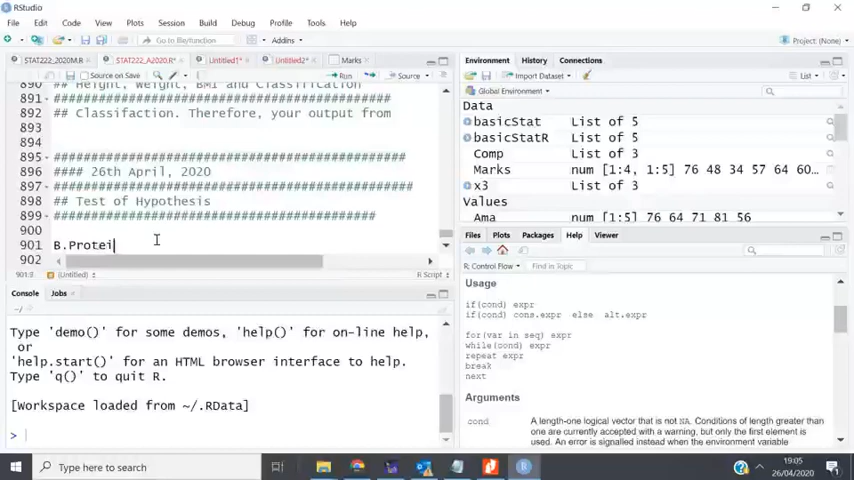 RStudio
File Edit Code View Plots Session Build Debug Profile Tools Help
Go to file/function Addins Project: (None)
STAT222_2020M.R STAT222_A2020.R* Untitled1* Untitled2* Marks
Source on Save Run Source
890 ## Height, Weight, BMI and Classification
891 ########################################
892 ## Classifaction. Therefore, your output from
893
894
895 ##########################################
896 #### 26th April, 2020
897 ###########################################
898 ## Test of Hypothesis
899 ######################################
900
901 B.Protei
902
901:9 (Untitled) R Script
Console Jobs
~/
Type 'demo()' for some demos, 'help()' for on-line help,
or
'help.start()' for an HTML browser interface to help.
Type 'q()' to quit R.
[Workspace loaded from ~/.RData]
>
Environment History Connections
Import Dataset List
Global Environment
Data
basicStat List of 5
basicStatR List of 5
Comp List of 3
Marks num [1:4, 1:5] 76 48 34 57 64 60...
x3 List of 3
Values
Ama num [1:5] 76 64 71 81 56
Files Plots Packages Help Viewer
R: Control Flow Find in Topic
Usage
if(cond) expr
if(cond) cons.expr else alt.expr
for(var in seq) expr
while(cond) expr
repeat expr
break
next
Arguments
cond A length-one logical vector that is not NA. Conditions of length greater than
one are currently accepted with a warning, but only the first element is
used. An error is signalled instead when the environment variable
Type here to search
19:05
26/04/2020